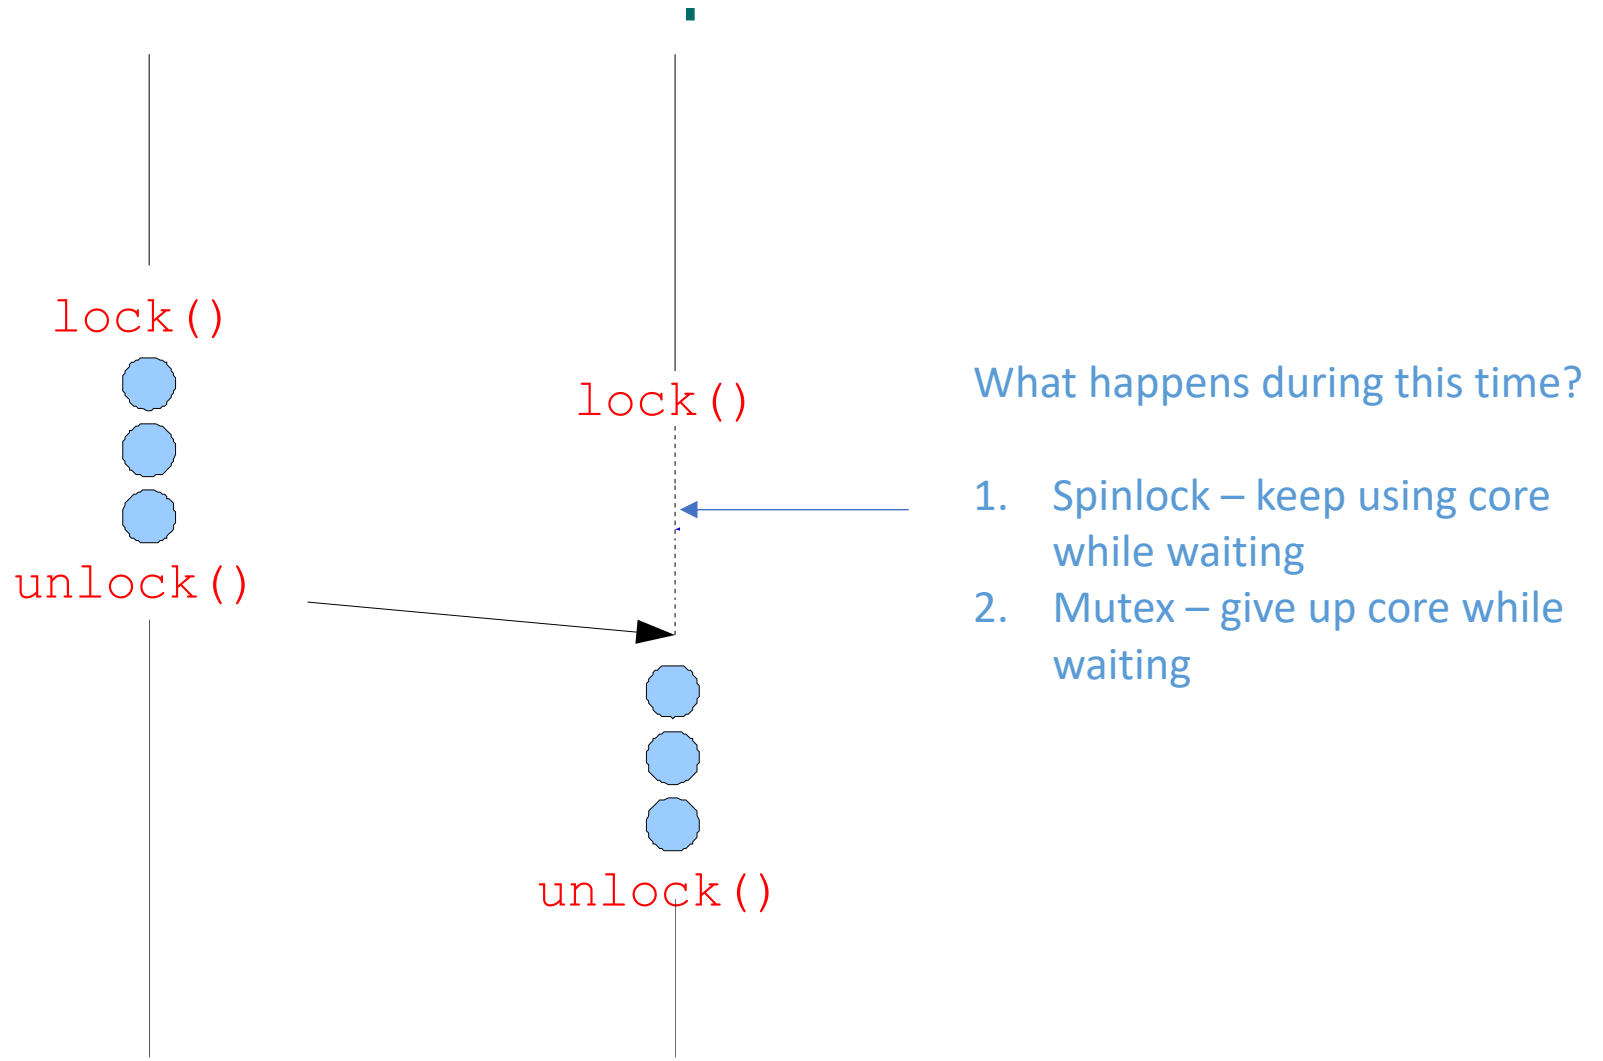 lock()
unlock()
lock()
unlock()
What happens during this time?
1. Spinlock – keep using core
while waiting
2. Mutex – give up core while
waiting